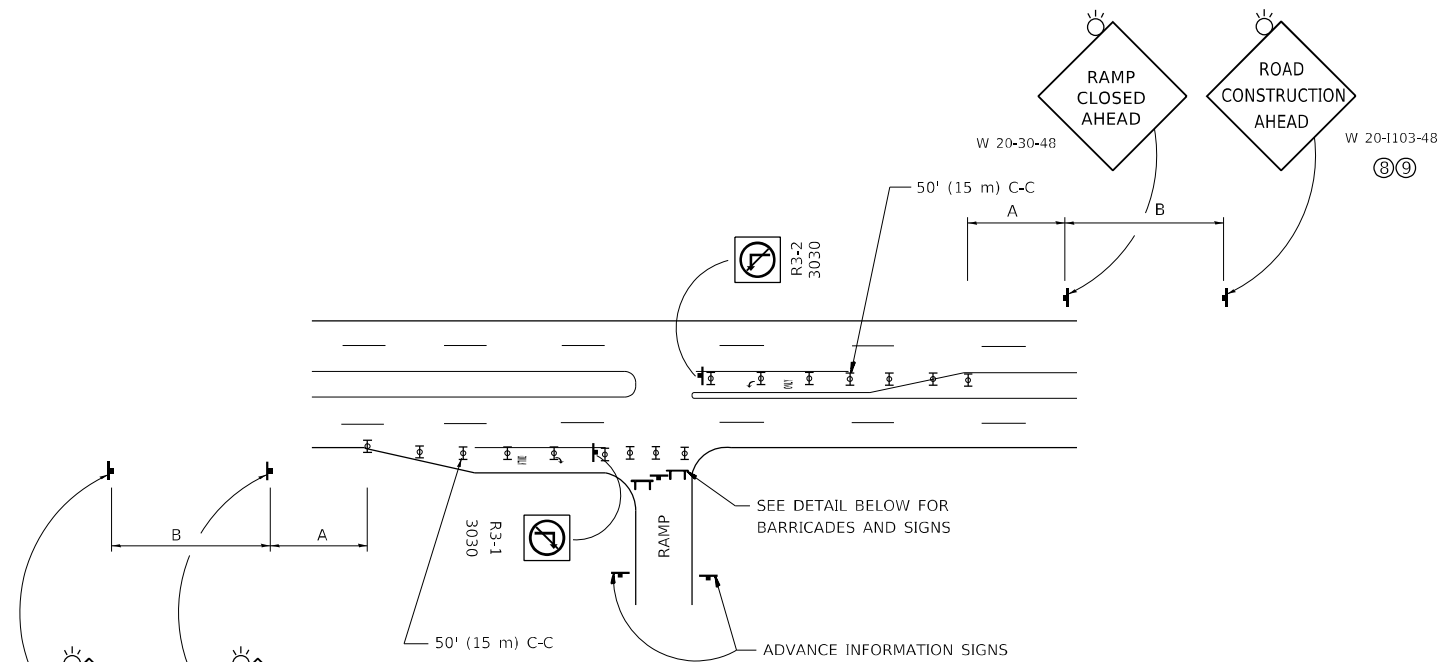 RAMP
CLOSED
AHEAD
ROAD
CONSTRUCTION
AHEAD
W 20-30-48
W 20-I103-48
⑧⑨
50' (15 m) C-C
A
B
R3-2
3030
SEE DETAIL BELOW FOR
BARRICADES AND SIGNS
B
A
R3-1
3030
RAMP
50' (15 m) C-C
ADVANCE INFORMATION SIGNS